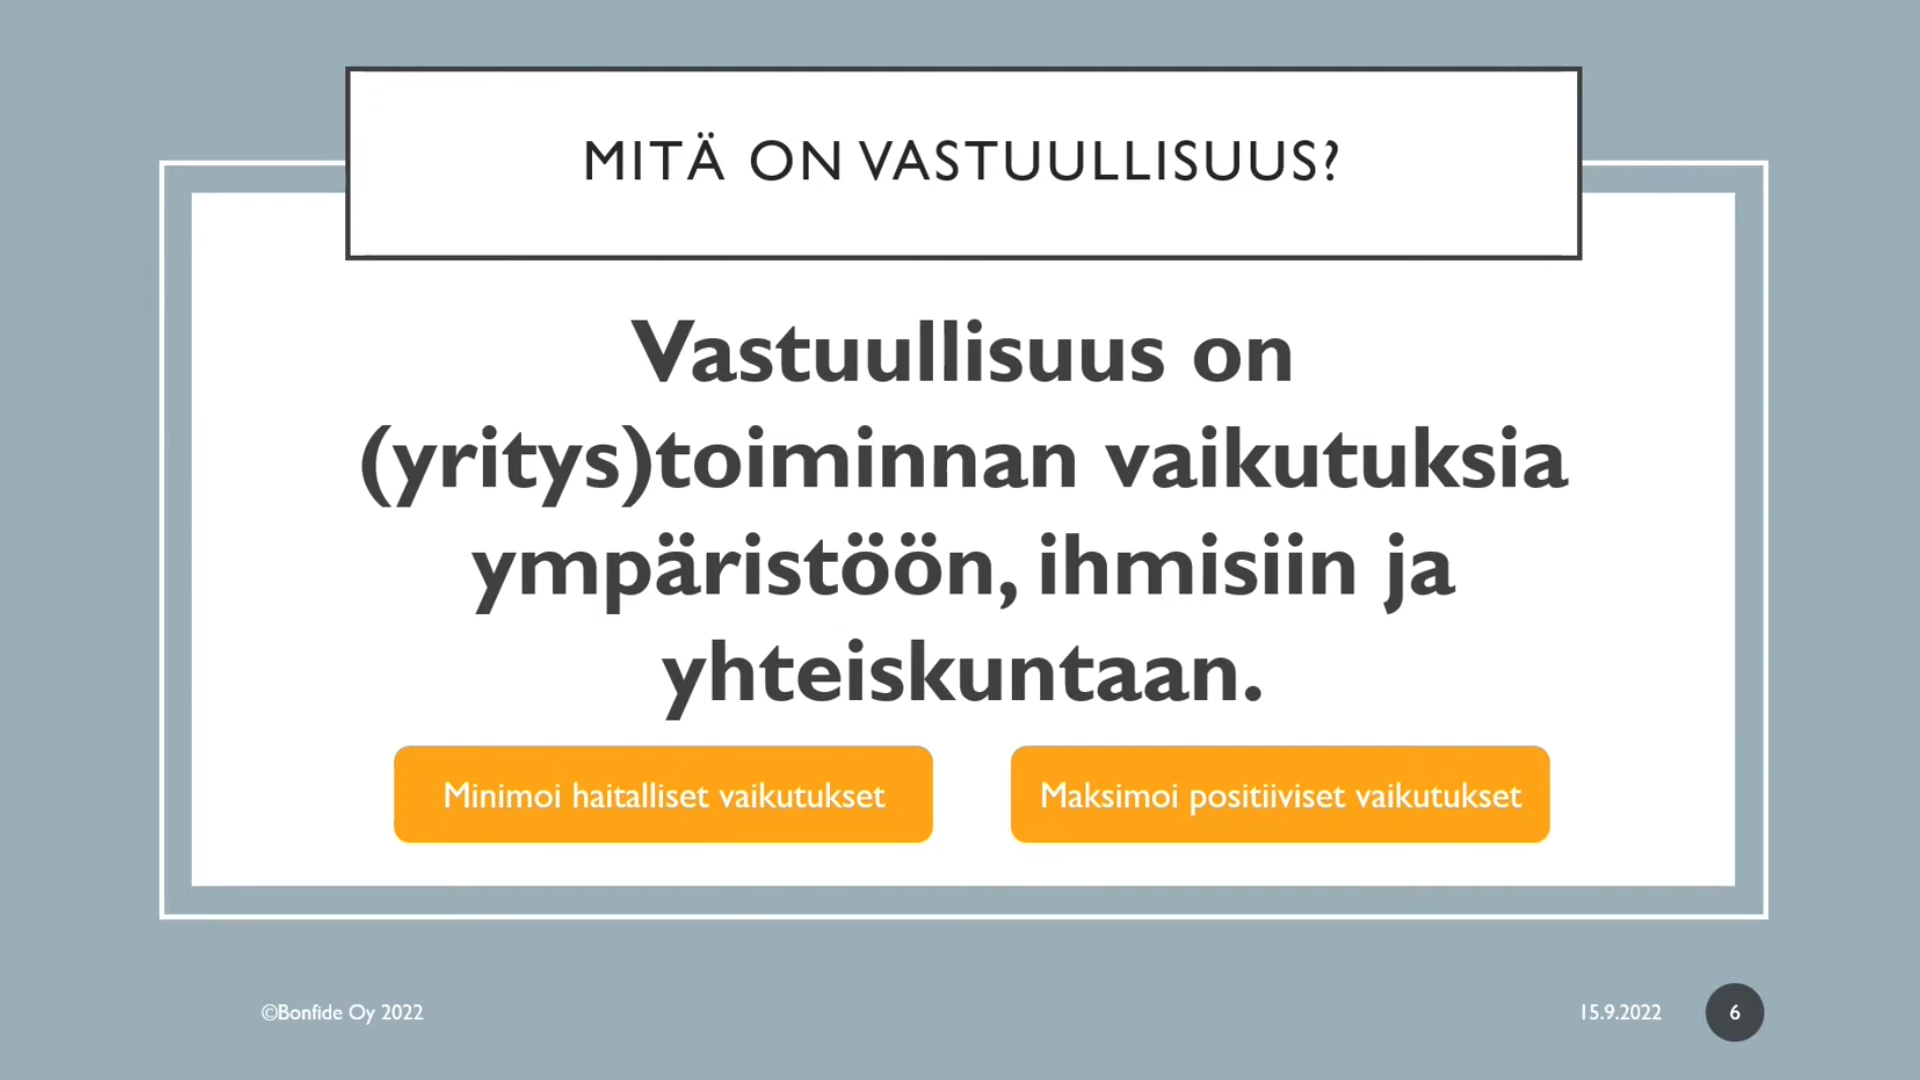 MITÄ ON VASTUULLISUUS?
Vastuullisuus on
(yritys)toiminnan vaikutuksia
ympäristöön, ihmisiin ja
yhteiskuntaan.
Minimoi haitalliset vaikutukset
Maksimoi positiiviset vaikutukset
©Bonfide Oy 2022
15.9.2022
6